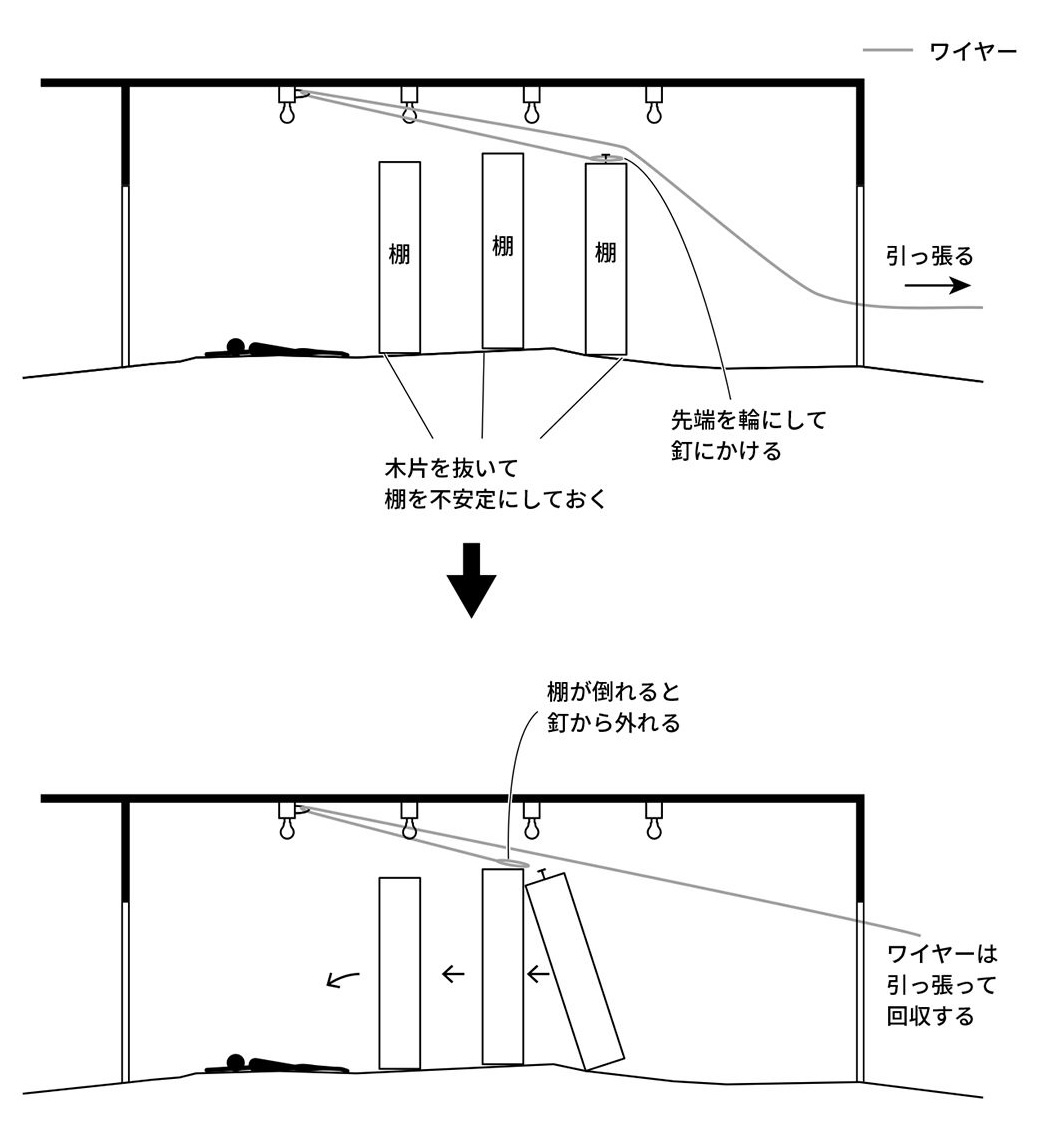 ワイヤー
棚
棚
棚
引っ張る
先端を輪にして
釘にかける
木片を抜いて
棚を不安定にしておく
棚が倒れると
釘から外れる
ワイヤーは
引っ張って
回収する